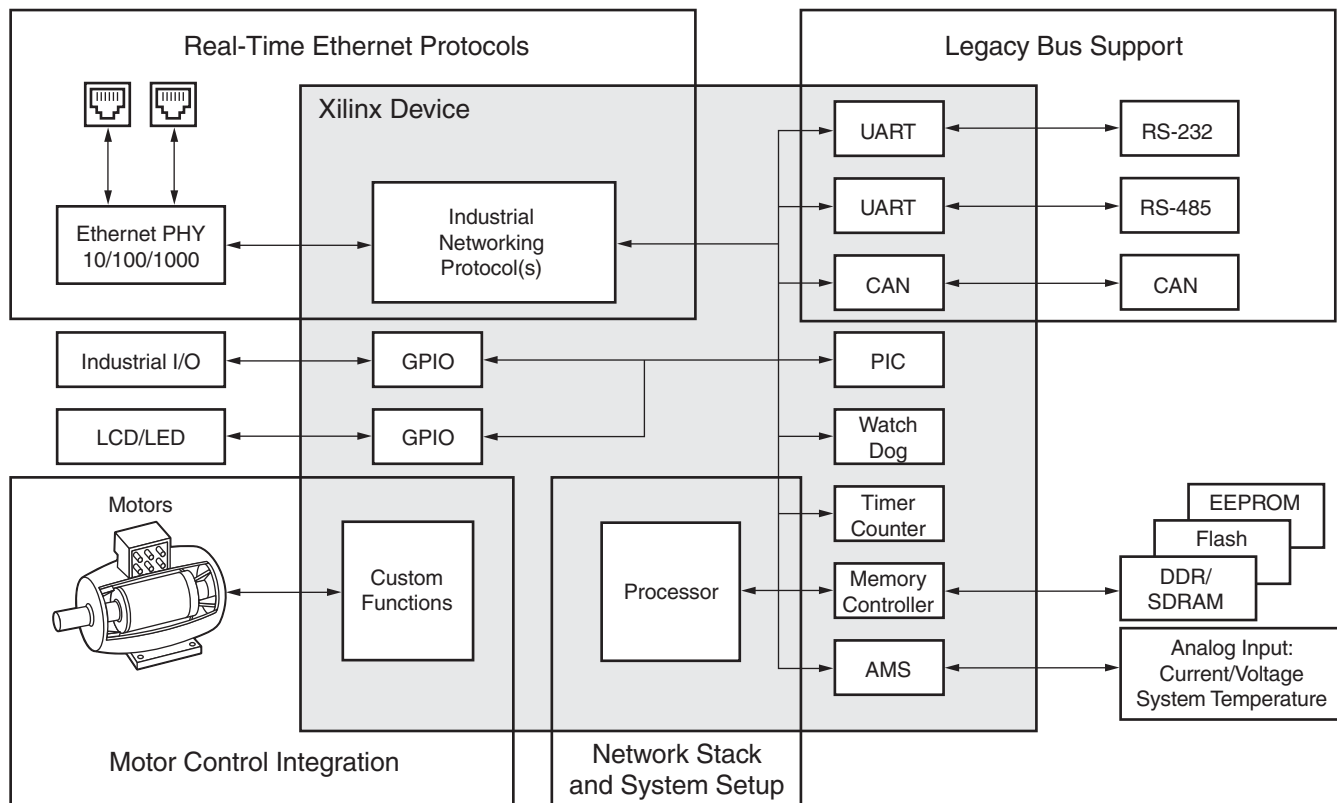 Real-Time Ethernet Protocols
Legacy Bus Support
Xilinx Device
Ethernet PHY
10/100/1000
Industrial
Networking
Protocol(s)
UART
RS-232
UART
RS-485
CAN
CAN
Industrial I/O
GPIO
PIC
LCD/LED
GPIO
Watch
Dog
Motors
Custom
Functions
Processor
Timer
Counter
Memory
Controller
AMS
EEPROM
Flash
DDR/
SDRAM
Analog Input:
Current/Voltage
System Temperature
Motor Control Integration
Network Stack
and System Setup